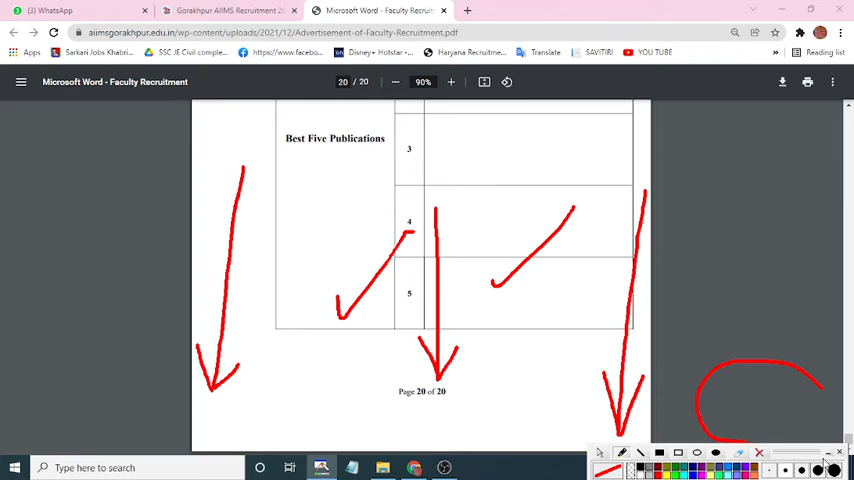 (3) WhatsApp
Gorakhpur AIIMS Recruitment 20
Microsoft Word - Faculty Recruit
aiimsgorakhpur.edu.in/wp-content/uploads/2021/12/Advertisement-of-Faculty-Recruitment.pdf
Apps
Sarkari Jobs Khabri...
SSC JE Civil complet...
https://www.facebo...
Disney+ Hotstar -...
Haryana Recruitme...
Translate
SAVITIRI
YOU TUBE
Reading list
Microsoft Word - Faculty Recruitment
20 / 20
90%
Best Five Publications
3
4
5
Page 20 of 20
Type here to search